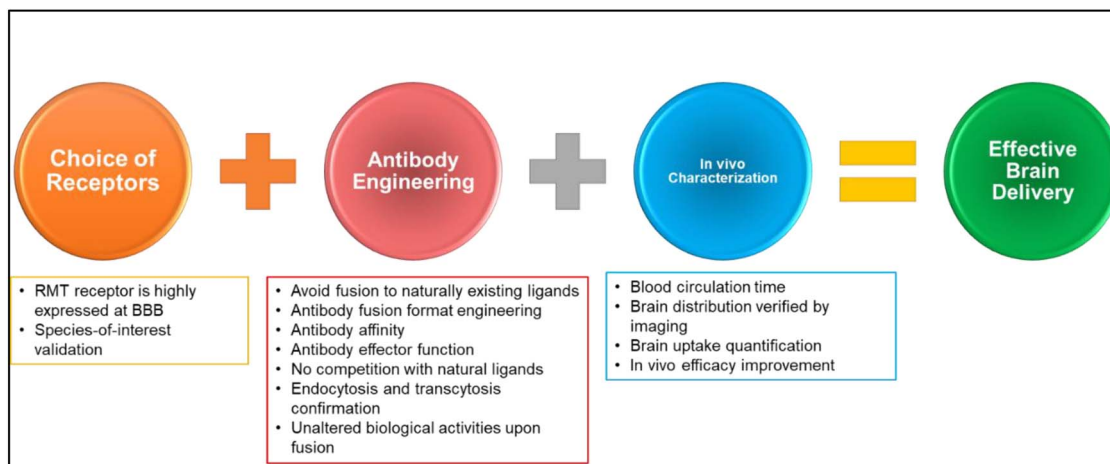 Choice of
Receptors
Antibody
Engineering
In vivo
Characterization
Effective
Brain
Delivery
• RMT receptor is highly
expressed at BBB
• Species-of-interest
validation
• Avoid fusion to naturally existing ligands
• Antibody fusion format engineering
• Antibody affinity
• Antibody effector function
• No competition with natural ligands
• Endocytosis and transcytosis
confirmation
• Unaltered biological activities upon
fusion
• Blood circulation time
• Brain distribution verified by
imaging
• Brain uptake quantification
• In vivo efficacy improvement